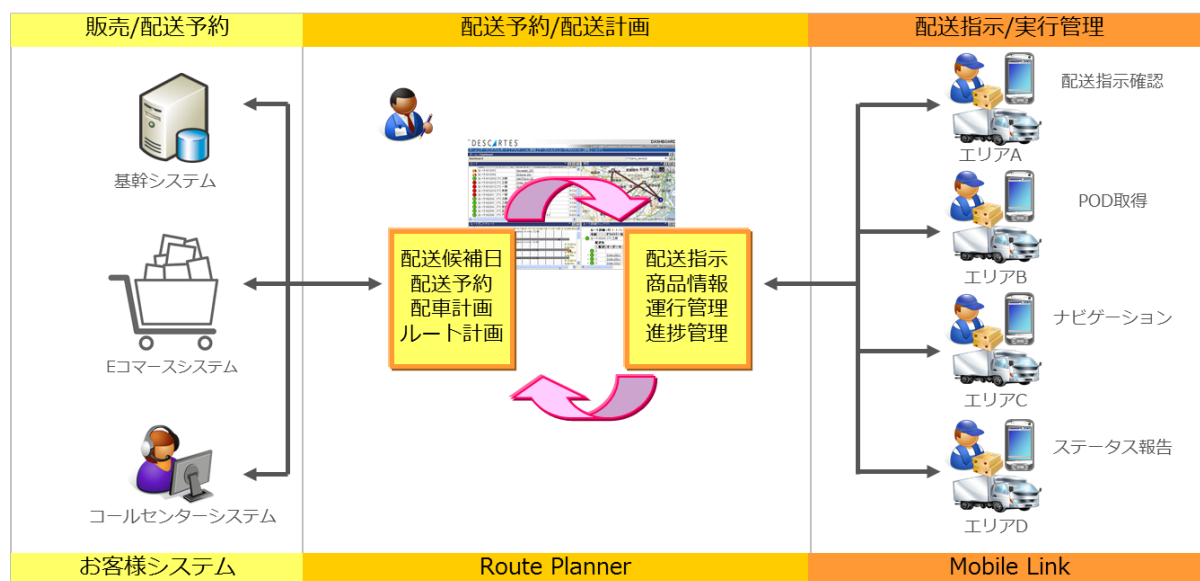 販売/配送予約
配送予約/配送計画
配送指示/実行管理
基幹システム
Eコマースシステム
コールセンターシステム
DESCARTES
DASHBOARD
配送候補日
配送予約
配車計画
ルート計画
配送指示
商品情報
運行管理
進捗管理
配送指示確認
エリアA
POD取得
エリアB
ナビゲーション
エリアC
ステータス報告
エリアD
お客様システム
Route Planner
Mobile Link